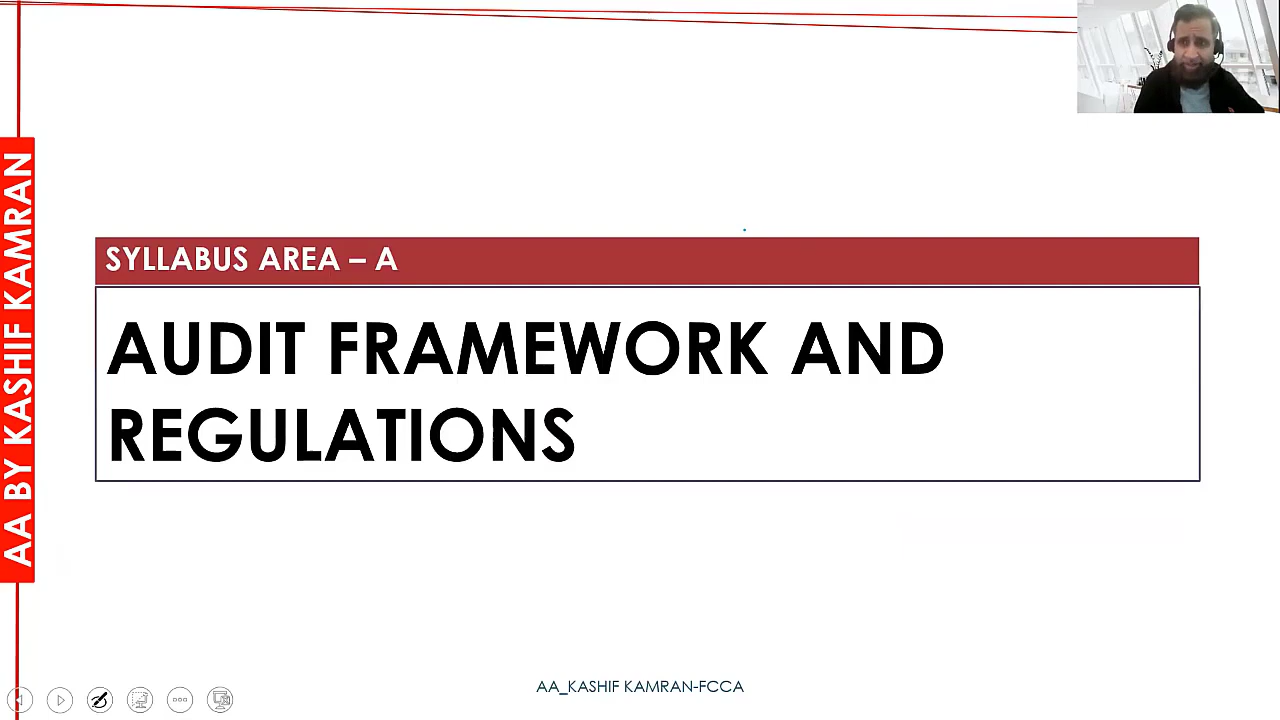 SYLLABUS AREA – A
AUDIT FRAMEWORK AND
REGULATIONS
AA BY KASHIF KAMRAN
AA_KASHIF KAMRAN-FCCA